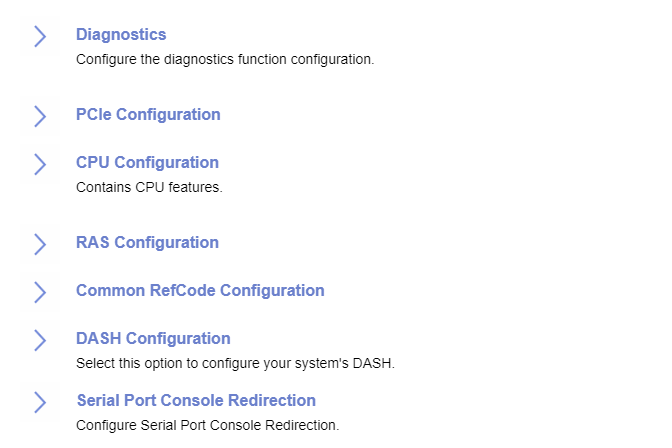 Diagnostics
Configure the diagnostics function configuration.
PCIe Configuration
CPU Configuration
Contains CPU features.
RAS Configuration
Common RefCode Configuration
DASH Configuration
Select this option to configure your system's DASH.
Serial Port Console Redirection
Configure Serial Port Console Redirection.